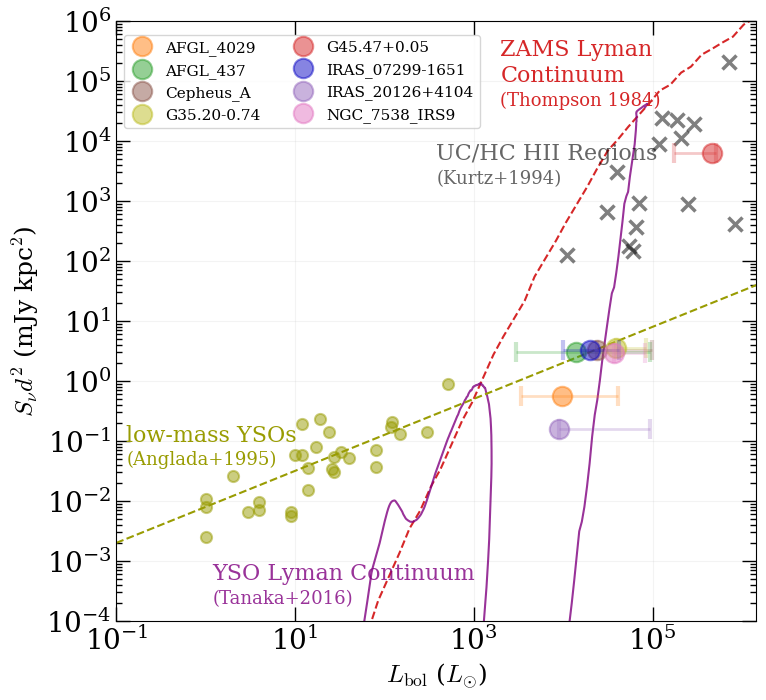 10^6
10^5
10^4
10^3
10^2
10^1
10^0
10^−1
10^−2
10^−3
10^−4
S_ν d^2 (mJy kpc^2)
AFGL_4029
AFGL_437
Cepheus_A
G35.20-0.74
G45.47+0.05
IRAS_07299-1651
IRAS_20126+4104
NGC_7538_IRS9
ZAMS Lyman
Continuum
(Thompson 1984)
UC/HC HII Regions
(Kurtz+1994)
low-mass YSOs
(Anglada+1995)
YSO Lyman Continuum
(Tanaka+2016)
10^−1
10^1
10^3
10^5
L_bol (L_⊙)